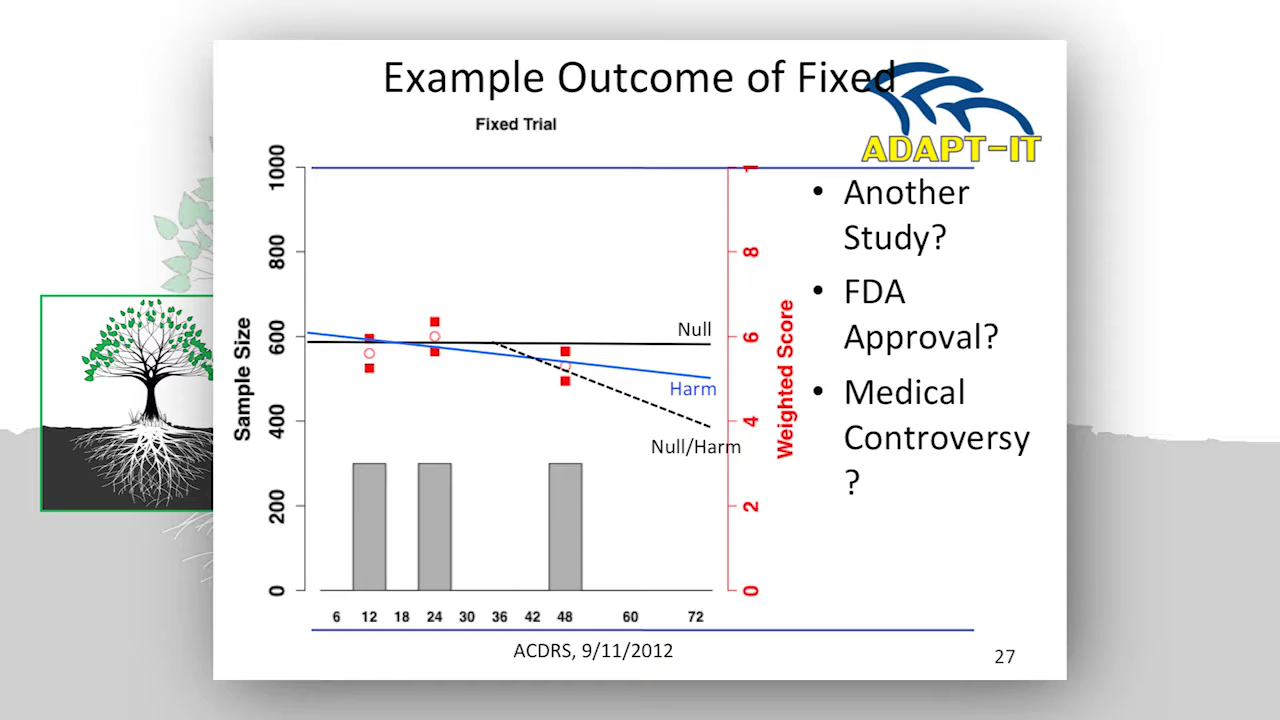 Example Outcome of Fixed
ADAPT-IT
Fixed Trial
Sample Size
1000
800
600
400
200
0
Null
Harm
Null/Harm
1
8
6
4
2
0
Weighted Score
6 12 18 24 30 36 42 48 60 72
• Another
Study?
• FDA
Approval?
• Medical
Controversy
?
ACDRS, 9/11/2012
27